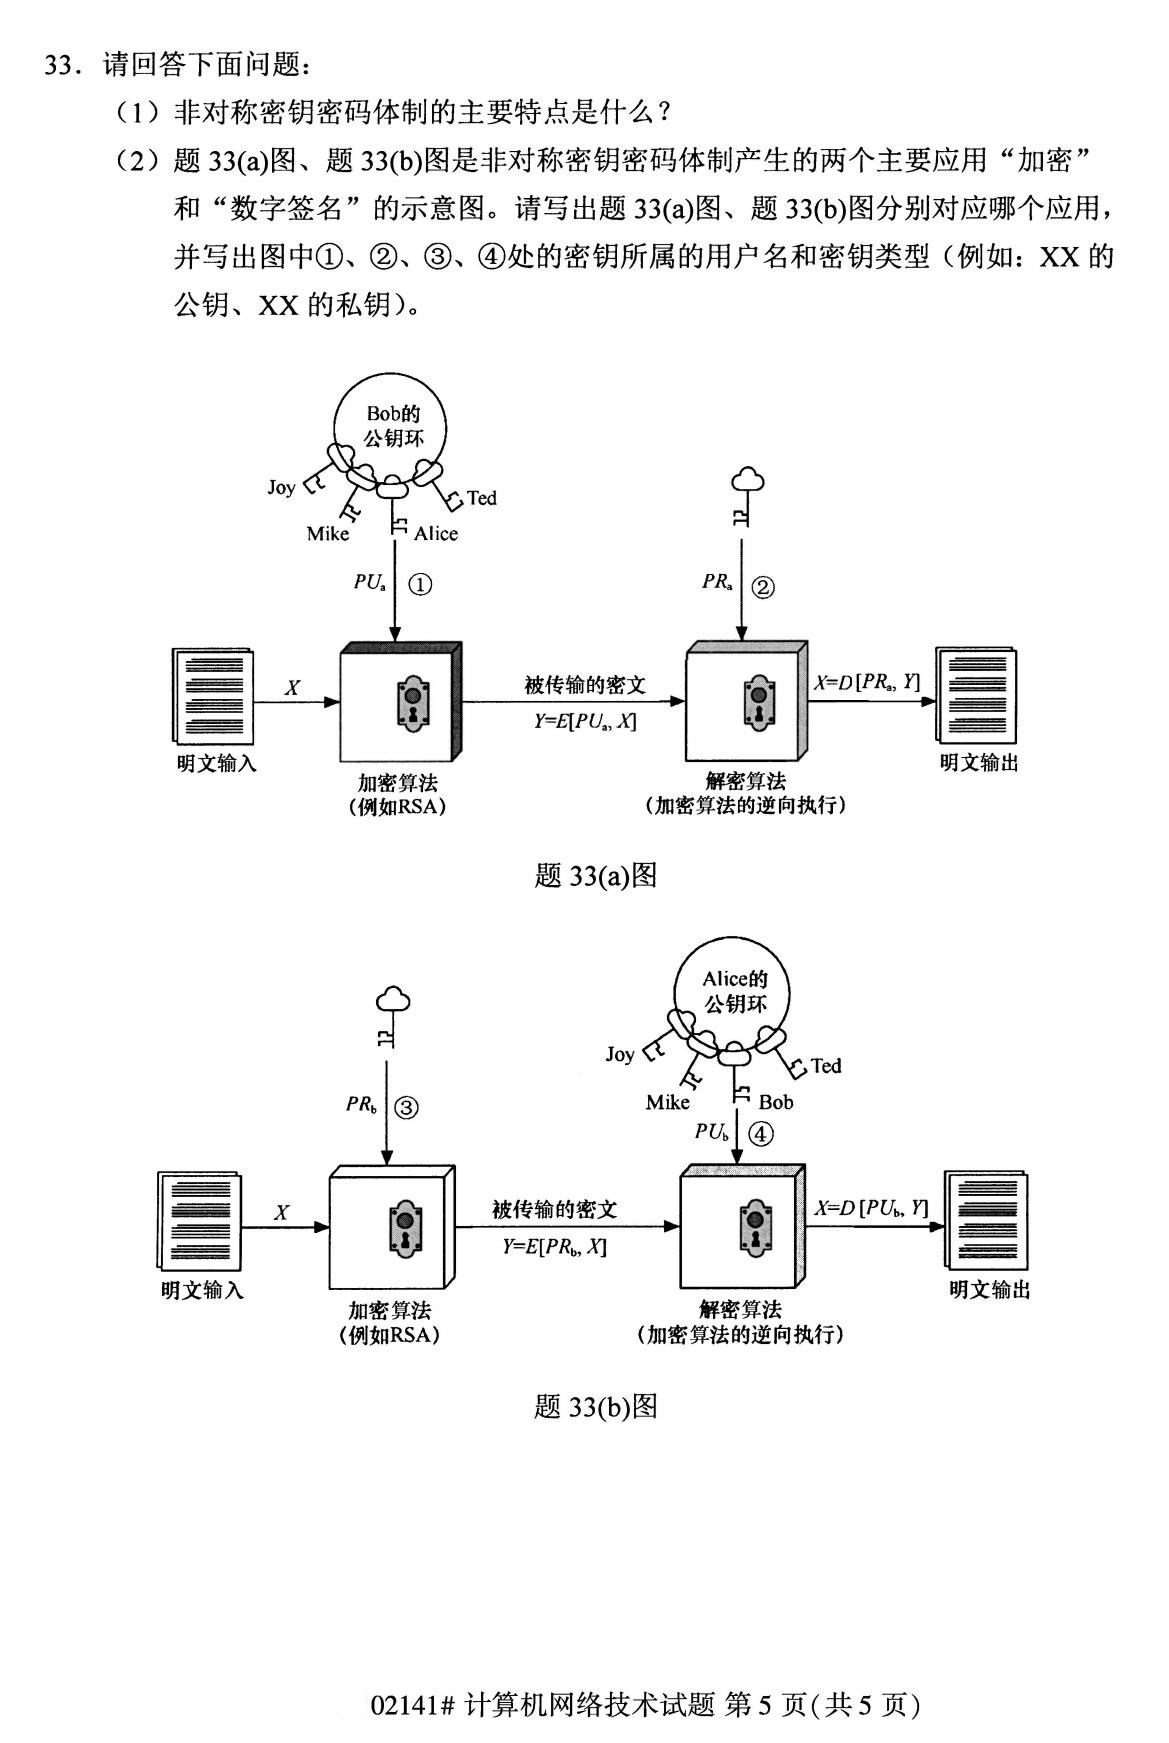 33．请回答下面问题：
（1）非对称密钥密码体制的主要特点是什么？
（2）题 33(a)图、题 33(b)图是非对称密钥密码体制产生的两个主要应用“加密”
和“数字签名”的示意图。请写出题 33(a)图、题 33(b)图分别对应哪个应用，
并写出图中①、②、③、④处的密钥所属的用户名和密钥类型（例如：XX 的
公钥、XX 的私钥）。
Bob的
公钥环
Joy
Mike
Alice
Ted
PUa ①
PRa ②
X
被传输的密文
Y=E[PUa, X]
X=D[PRa, Y]
明文输入
加密算法
（例如RSA）
解密算法
（加密算法的逆向执行）
明文输出
题 33(a)图
Alice的
公钥环
Joy
Mike
Bob
Ted
PRb ③
PUb ④
X
被传输的密文
Y=E[PRb, X]
X=D[PUb, Y]
明文输入
加密算法
（例如RSA）
解密算法
（加密算法的逆向执行）
明文输出
题 33(b)图
02141# 计算机网络技术试题 第 5 页(共 5 页)